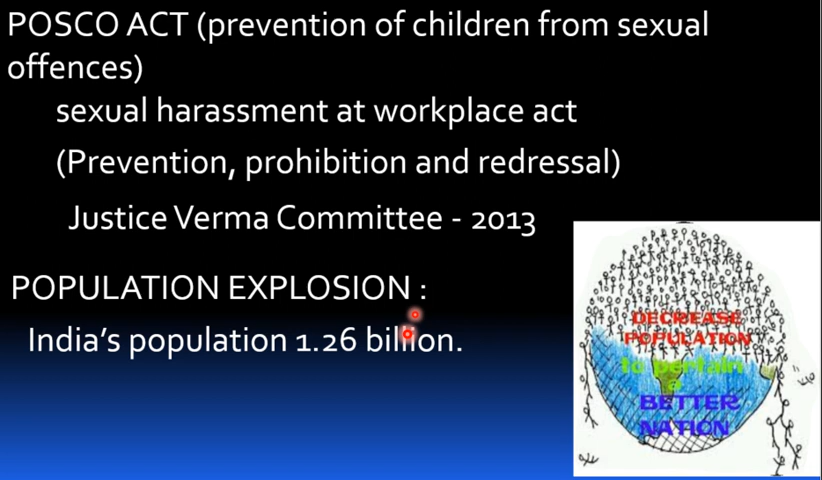 POSCO ACT (prevention of children from sexual
offences)
sexual harassment at workplace act
(Prevention, prohibition and redressal)
Justice Verma Committee - 2013
POPULATION EXPLOSION :
India’s population 1.26 billion.
DECREASE
POPULATION
to pertain
a
BETTER
NATION